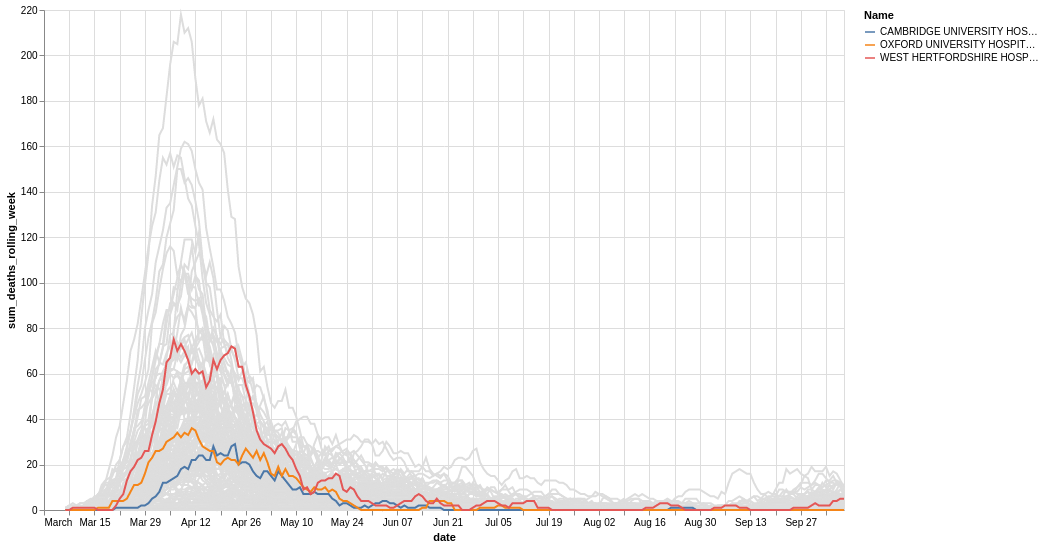 220
200
180
160
140
120
100
80
60
40
20
0
sum_deaths_rolling_week
March Mar 15 Mar 29 Apr 12 Apr 26 May 10 May 24 Jun 07 Jun 21 Jul 05 Jul 19 Aug 02 Aug 16 Aug 30 Sep 13 Sep 27
date
Name
CAMBRIDGE UNIVERSITY HOS…
OXFORD UNIVERSITY HOSPIT…
WEST HERTFORDSHIRE HOSP…